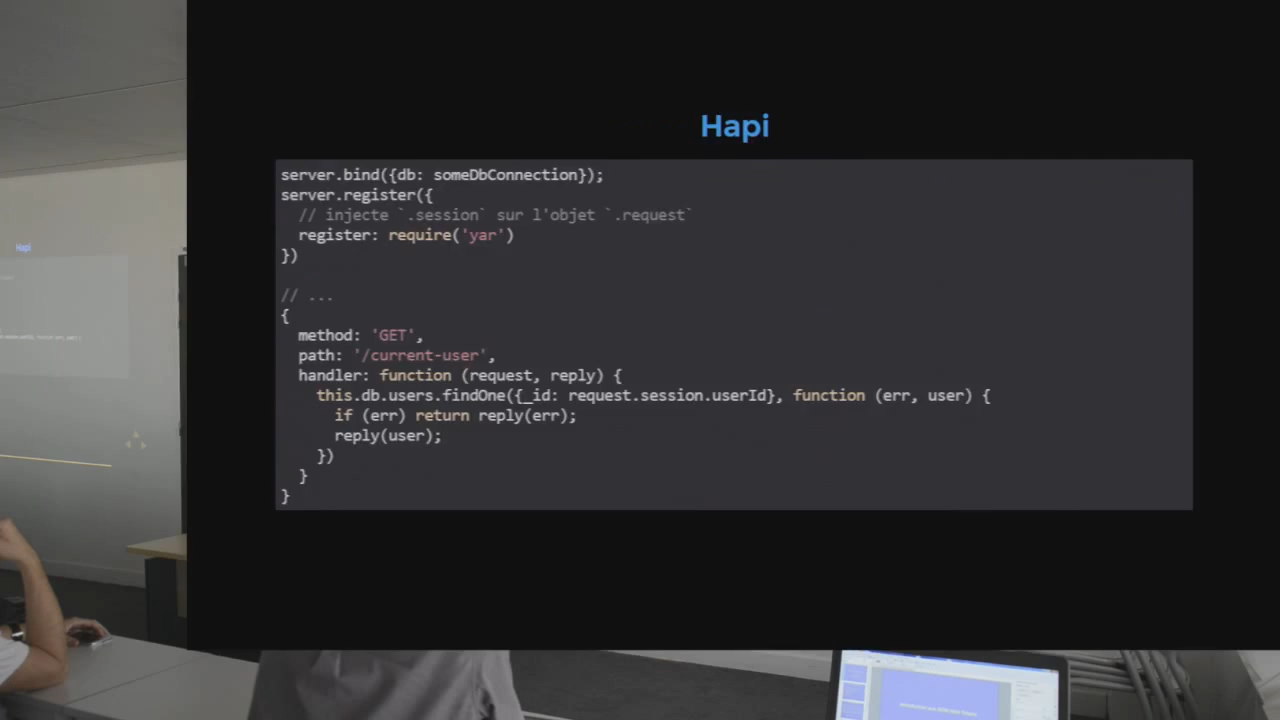 Hapi
server.bind({db: someDbConnection});
server.register({
  // injecte `.session` sur l'objet `.request`
  register: require('yar')
})

// ...
{
  method: 'GET',
  path: '/current-user',
  handler: function (request, reply) {
    this.db.users.findOne({_id: request.session.userId}, function (err, user) {
      if (err) return reply(err);
      reply(user);
    })
  }
}
Hapi